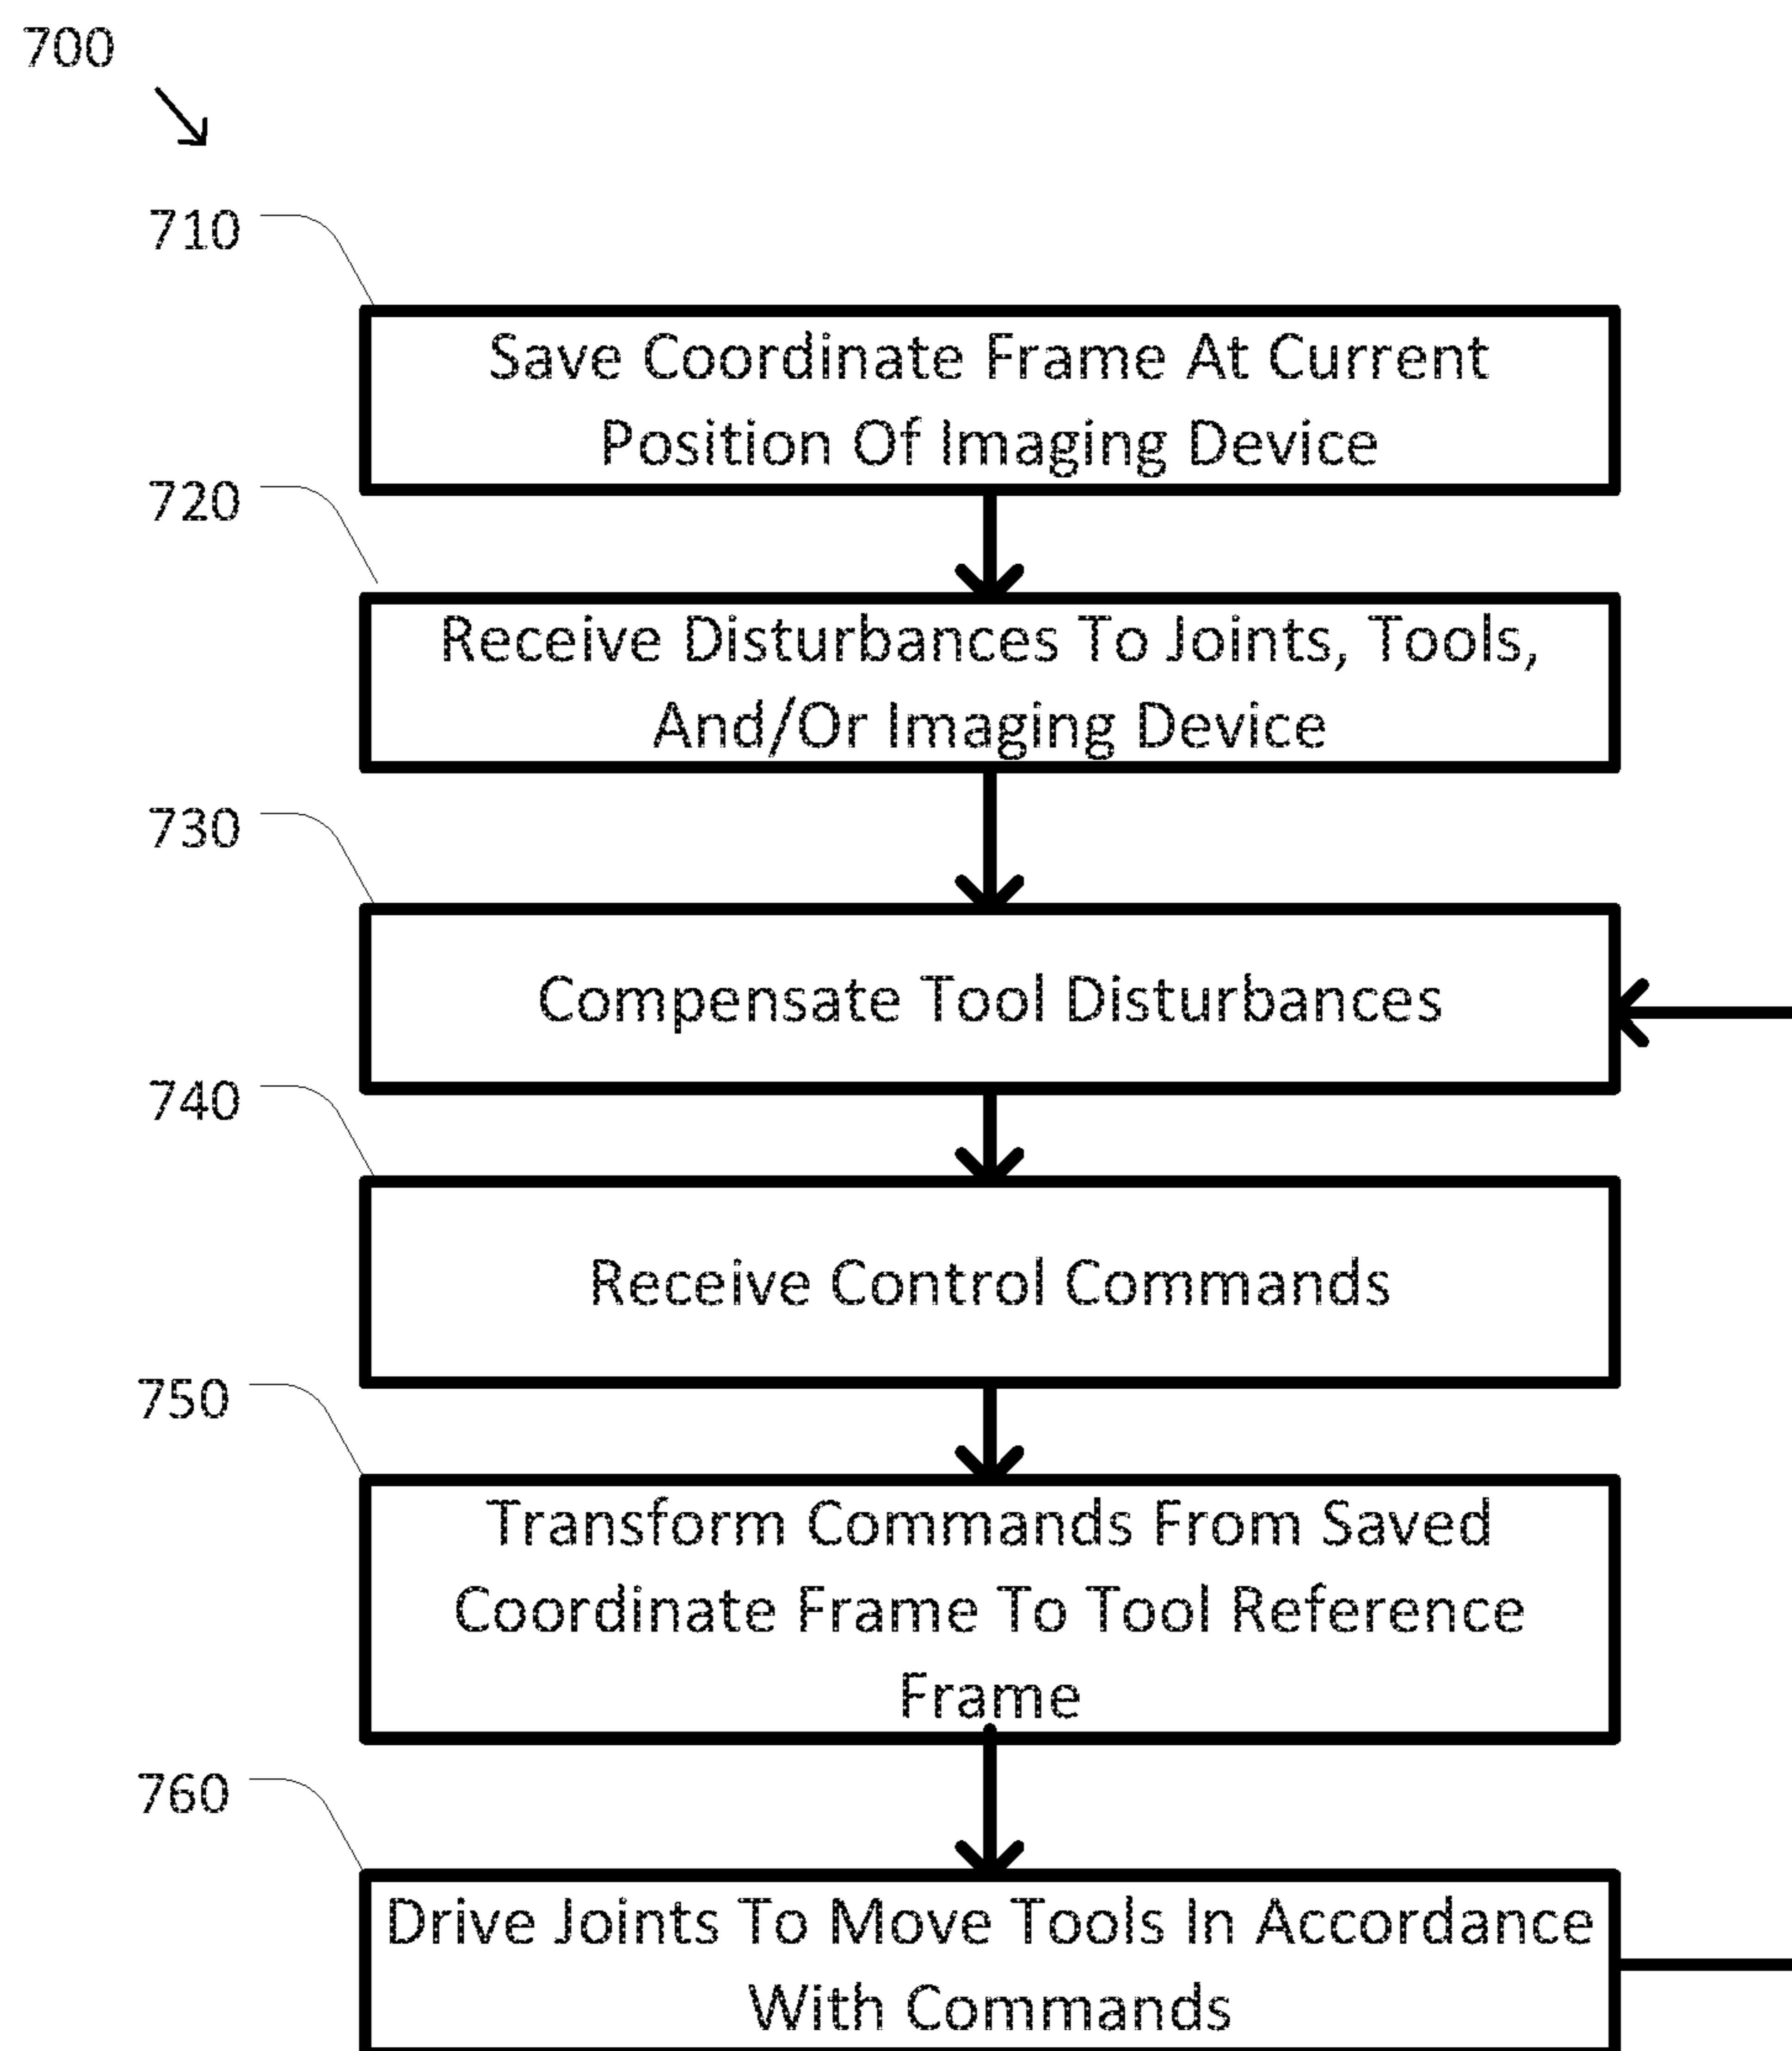 700
710
Save Coordinate Frame At Current
Position Of Imaging Device
720
Receive Disturbances To Joints, Tools,
And/Or Imaging Device
730
Compensate Tool Disturbances
740
Receive Control Commands
750
Transform Commands From Saved
Coordinate Frame To Tool Reference
Frame
760
Drive Joints To Move Tools In Accordance
With Commands